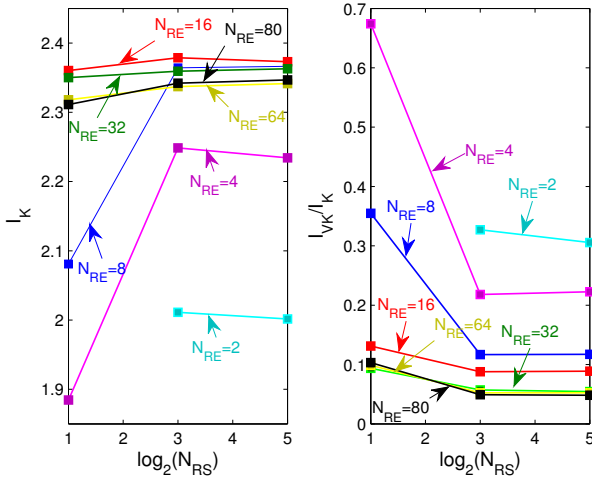 2.4
2.3
2.2
2.1
2
1.9
I_K
N_RE=16
N_RE=80
N_RE=32
N_RE=64
N_RE=4
N_RE=8
N_RE=2
1 2 3 4 5
log_2(N_RS)
0.7
0.6
0.5
0.4
0.3
0.2
0.1
0
I_VK/I_K
N_RE=4
N_RE=2
N_RE=8
N_RE=16
N_RE=64
N_RE=32
N_RE=80
1 2 3 4 5
log_2(N_RS)